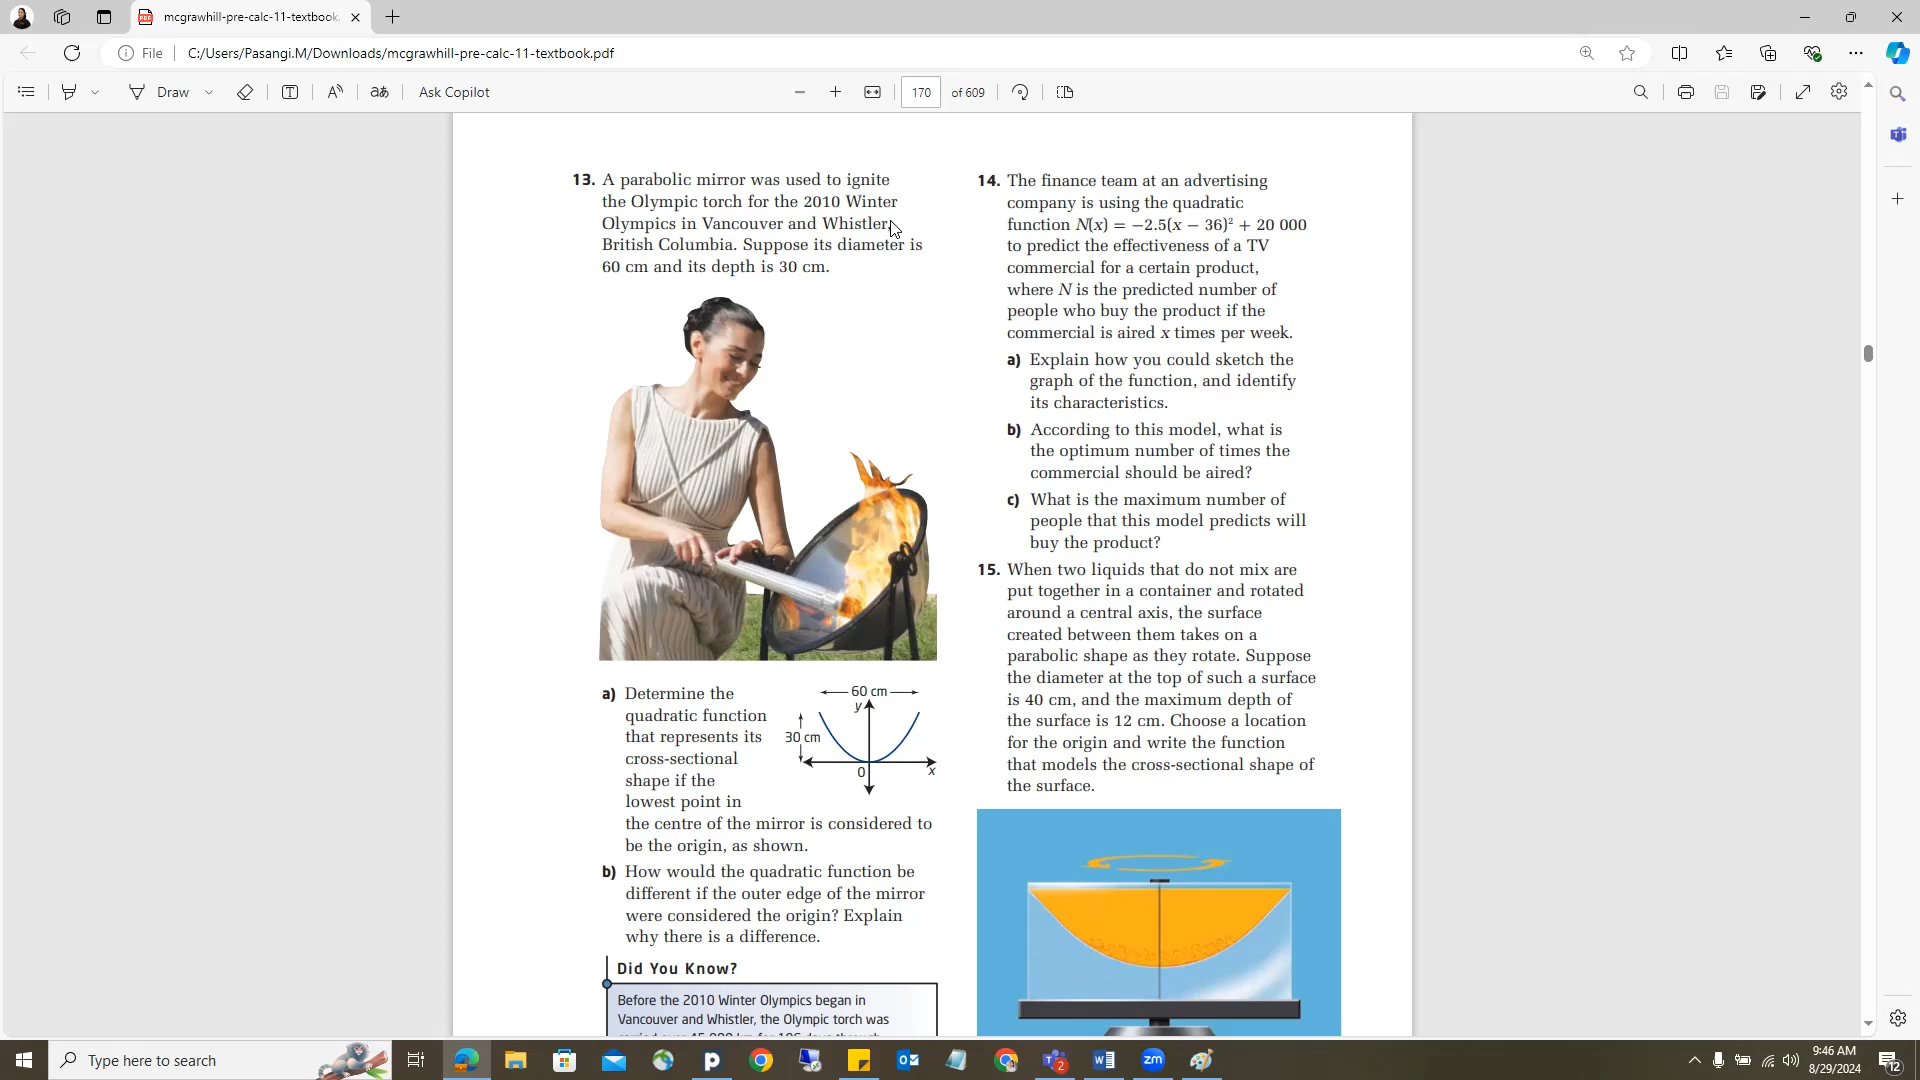 mcgrawhill-pre-calc-11-textbook.
File
C:/Users/Pasangi.M/Downloads/mcgrawhill-pre-calc-11-textbook.pdf
Draw
Ask Copilot
170
of 609
13. A parabolic mirror was used to ignite
the Olympic torch for the 2010 Winter
Olympics in Vancouver and Whistler,
British Columbia. Suppose its diameter is
60 cm and its depth is 30 cm.
a) Determine the
quadratic function
that represents its
cross-sectional
shape if the
lowest point in
the centre of the mirror is considered to
be the origin, as shown.
60 cm
y
30 cm
0
x
b) How would the quadratic function be
different if the outer edge of the mirror
were considered the origin? Explain
why there is a difference.
Did You Know?
Before the 2010 Winter Olympics began in
Vancouver and Whistler, the Olympic torch was
14. The finance team at an advertising
company is using the quadratic
function N(x) = −2.5(x − 36)² + 20 000
to predict the effectiveness of a TV
commercial for a certain product,
where N is the predicted number of
people who buy the product if the
commercial is aired x times per week.
a) Explain how you could sketch the
graph of the function, and identify
its characteristics.
b) According to this model, what is
the optimum number of times the
commercial should be aired?
c) What is the maximum number of
people that this model predicts will
buy the product?
15. When two liquids that do not mix are
put together in a container and rotated
around a central axis, the surface
created between them takes on a
parabolic shape as they rotate. Suppose
the diameter at the top of such a surface
is 40 cm, and the maximum depth of
the surface is 12 cm. Choose a location
for the origin and write the function
that models the cross-sectional shape of
the surface.
Type here to search
9:46 AM
8/29/2024
12